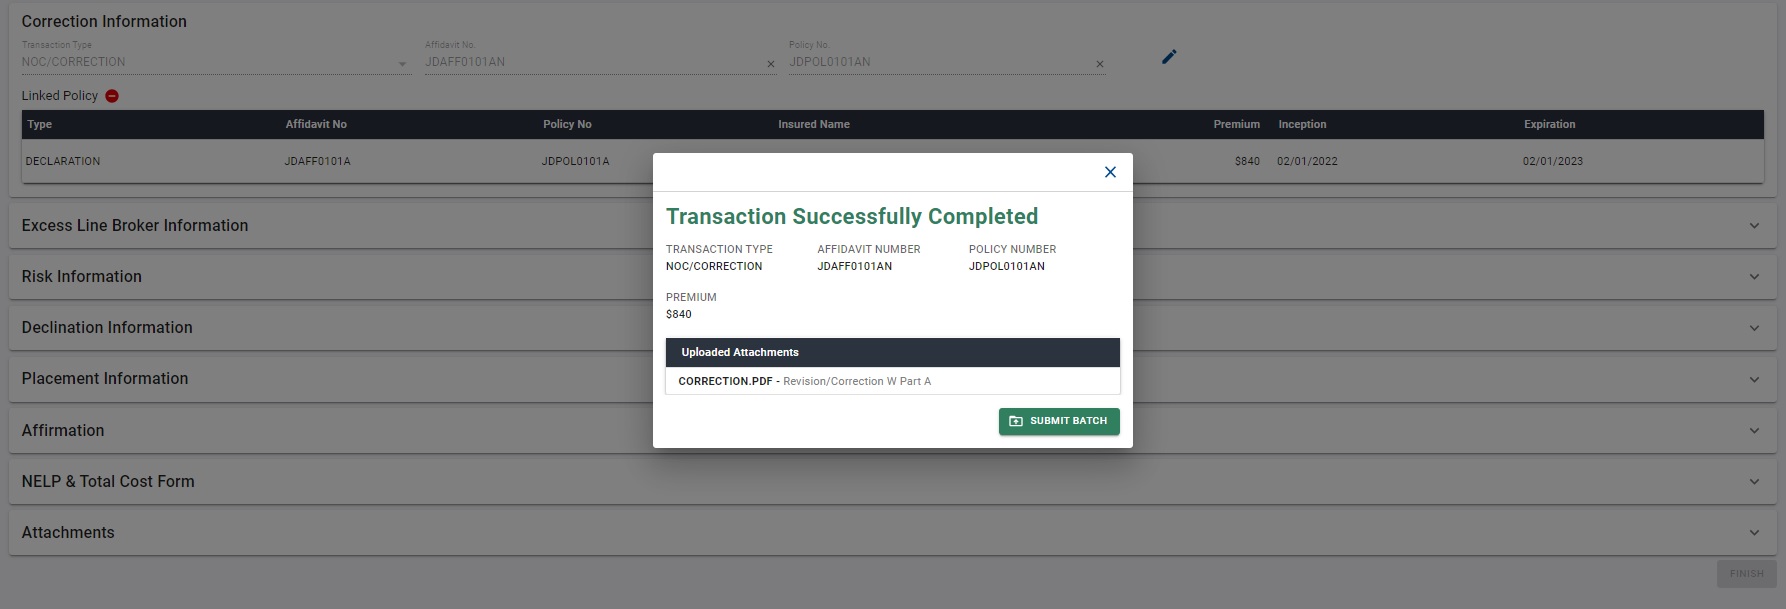 Correction Information
Transaction Type Affidavit No. Policy No.
NOC/CORRECTION JDAFF0101AN JDPOL0101AN
Linked Policy
Type Affidavit No Policy No Insured Name Premium Inception Expiration
DECLARATION JDAFF0101A JDPOL0101A $840 02/01/2022 02/01/2023
Transaction Successfully Completed
TRANSACTION TYPE AFFIDAVIT NUMBER POLICY NUMBER
NOC/CORRECTION JDAFF0101AN JDPOL0101AN
PREMIUM
$840
Uploaded Attachments
CORRECTION.PDF - Revision/Correction W Part A
SUBMIT BATCH
Excess Line Broker Information
Risk Information
Declination Information
Placement Information
Affirmation
NELP & Total Cost Form
Attachments
FINISH